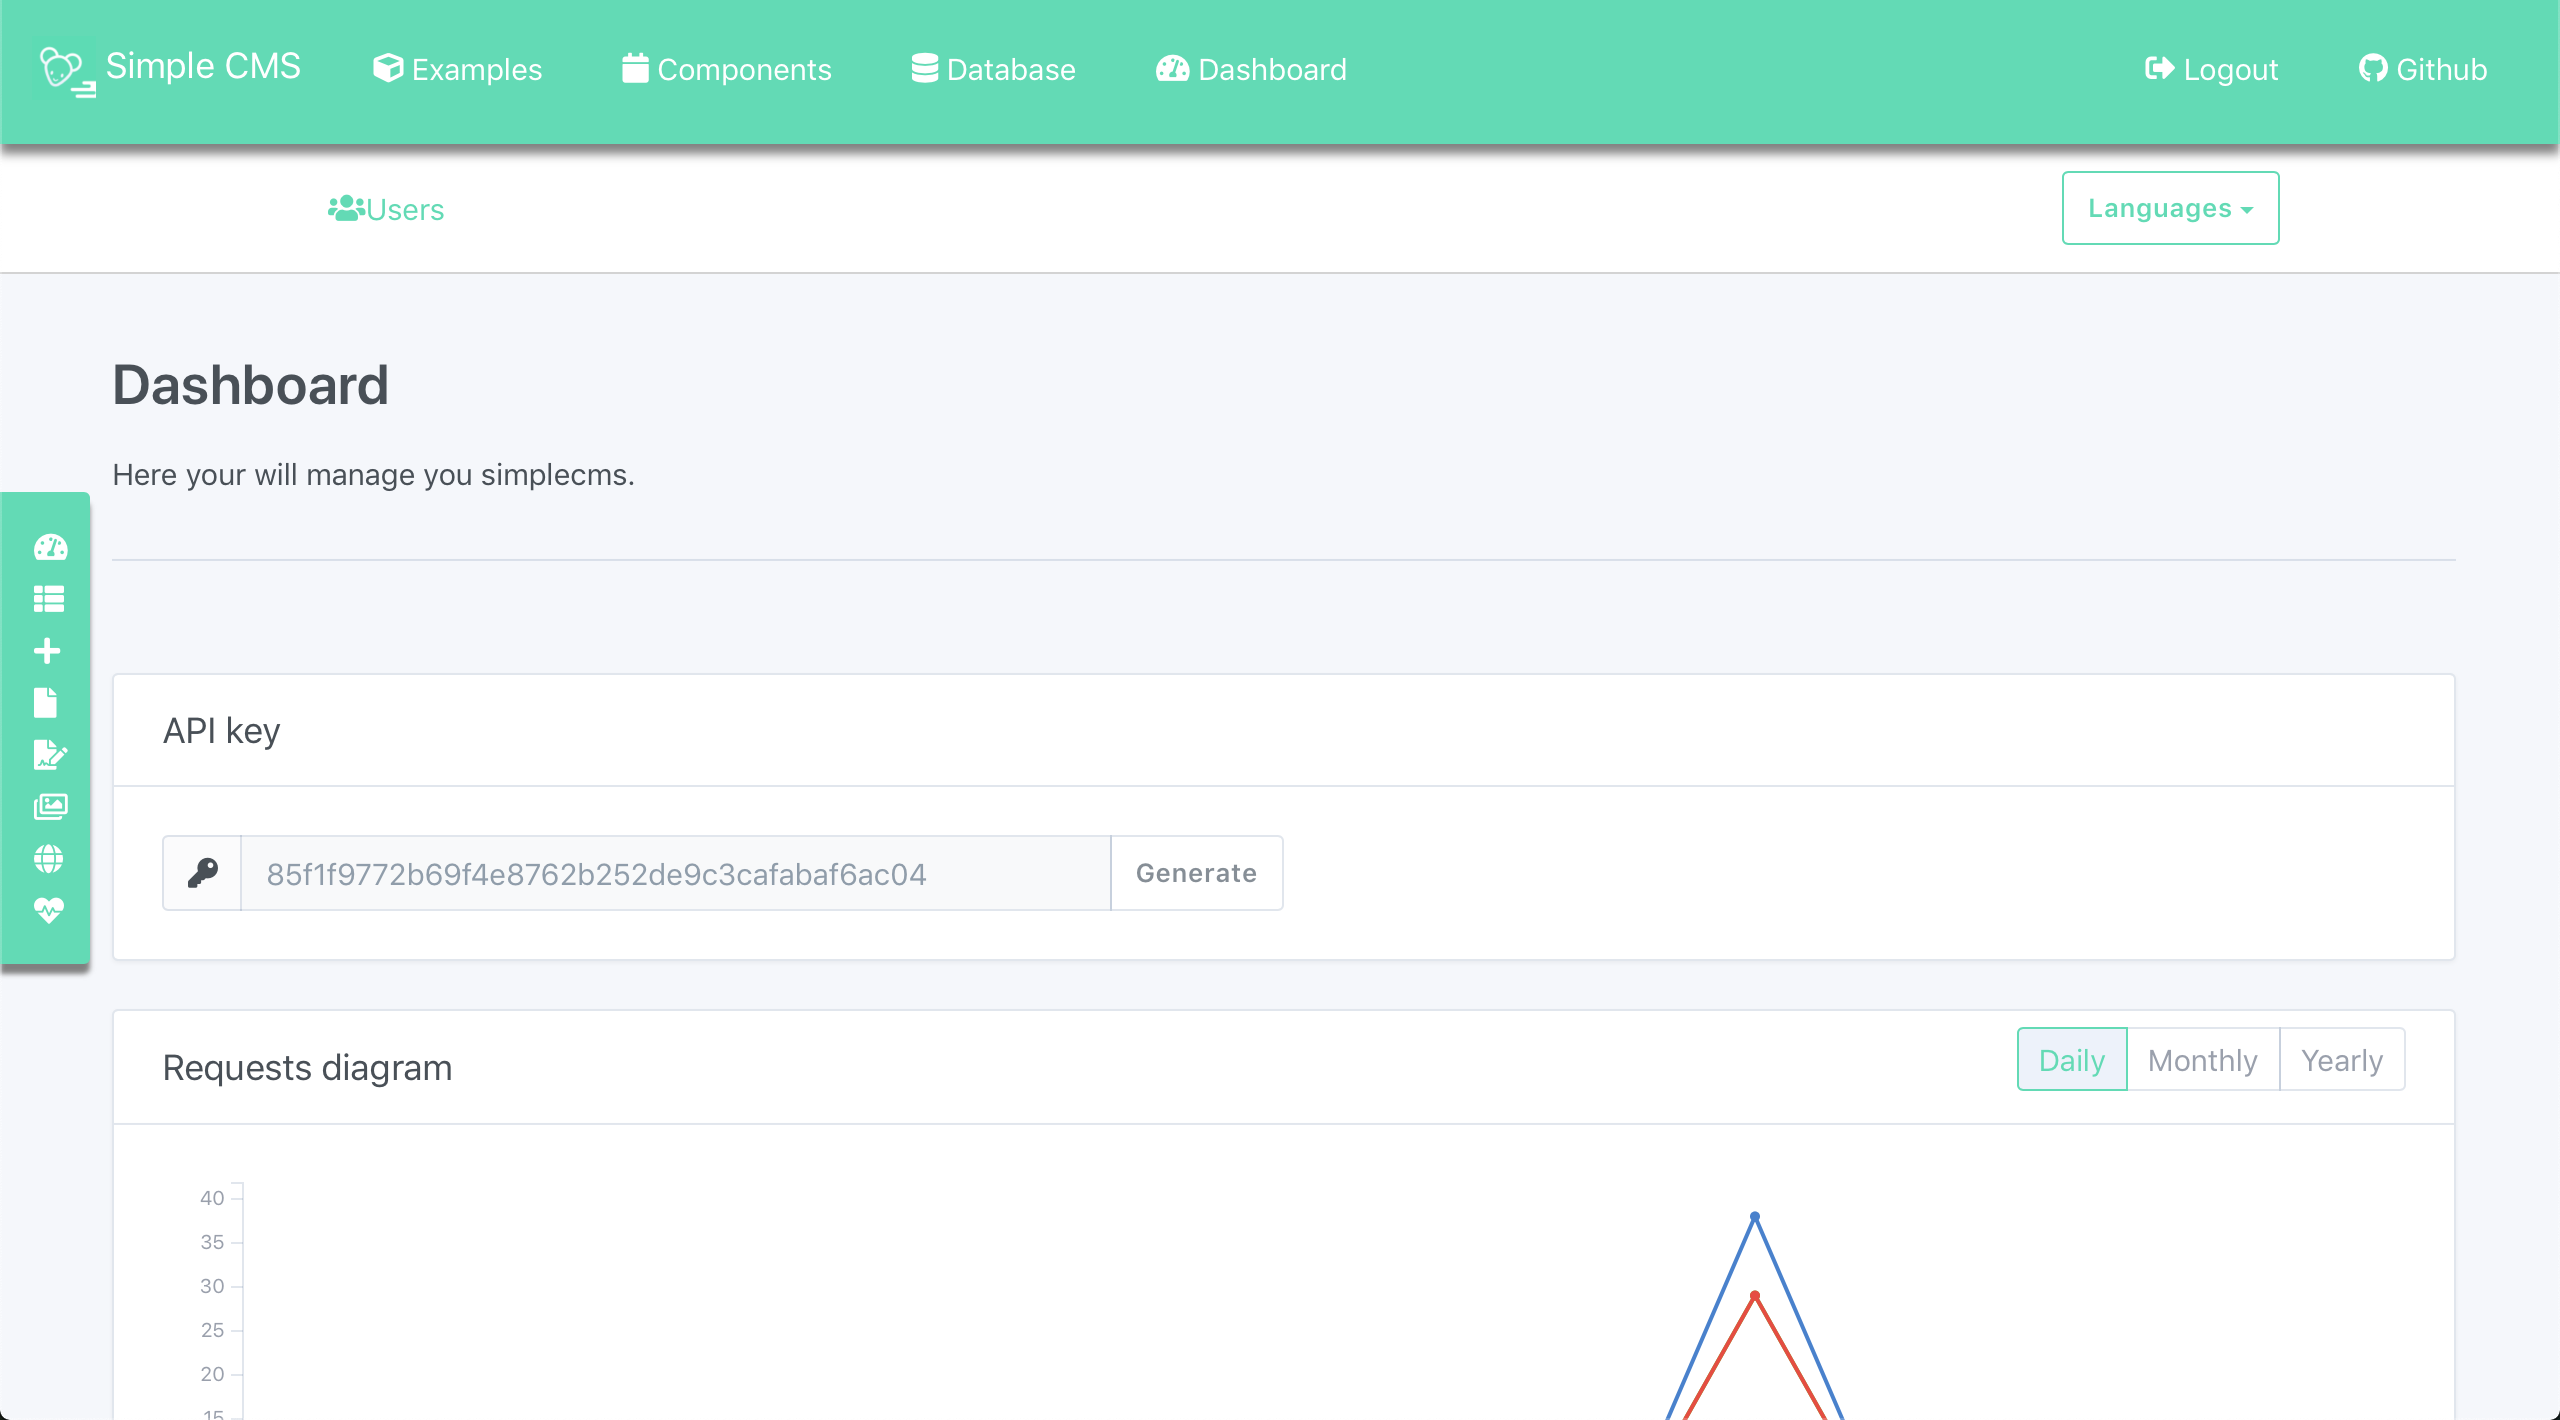 Simple CMS Examples Components Database Dashboard Logout Github
Users Languages
Dashboard
Here your will manage you simplecms.
API key
85f1f9772b69f4e8762b252de9c3cafabaf6ac04 Generate
Requests diagram Daily Monthly Yearly
40
35
30
25
20
15